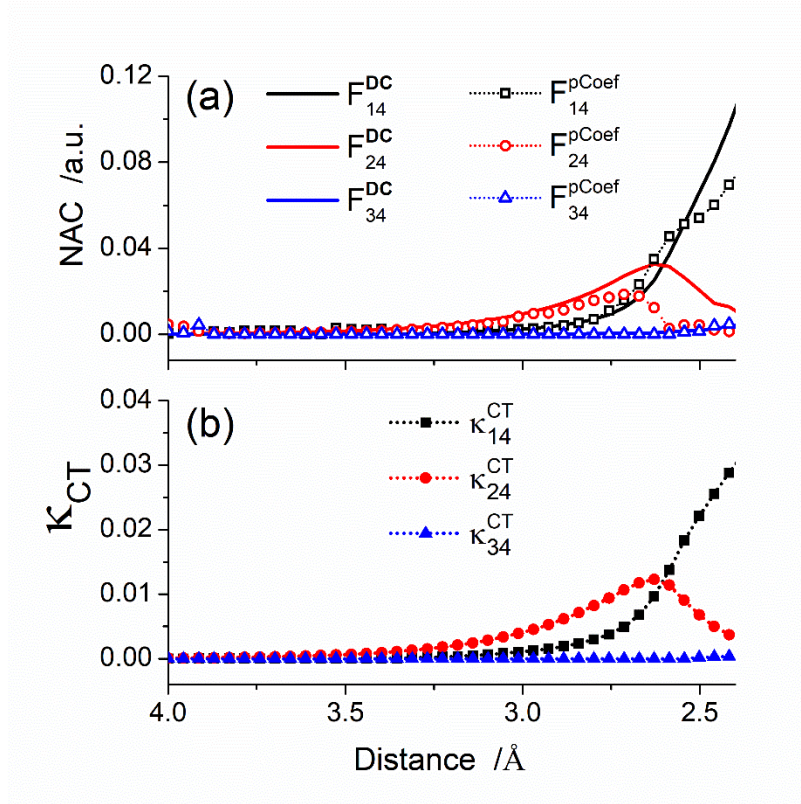 (a)
F₁₄ᴰᶜ F₁₄ᵖᶜᵒᵉᶠ
F₂₄ᴰᶜ F₂₄ᵖᶜᵒᵉᶠ
F₃₄ᴰᶜ F₃₄ᵖᶜᵒᵉᶠ
NAC /a.u.
0.12
0.08
0.04
0.00
(b)
κ₁₄ᶜᵀ
κ₂₄ᶜᵀ
κ₃₄ᶜᵀ
κCT
0.04
0.03
0.02
0.01
0.00
4.0 3.5 3.0 2.5
Distance /Å